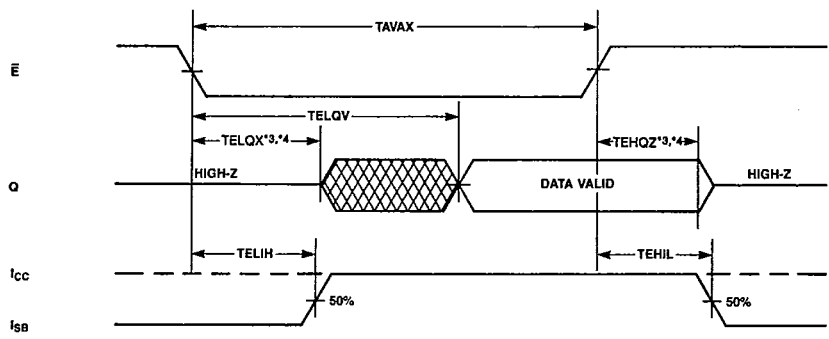 TAVAX
E̅
TELQV
TELQX*3,*4
TEHQZ*3,*4
Q
HIGH-Z
DATA VALID
HIGH-Z
TELIH
TEHIL
ICC
50%
50%
ISB